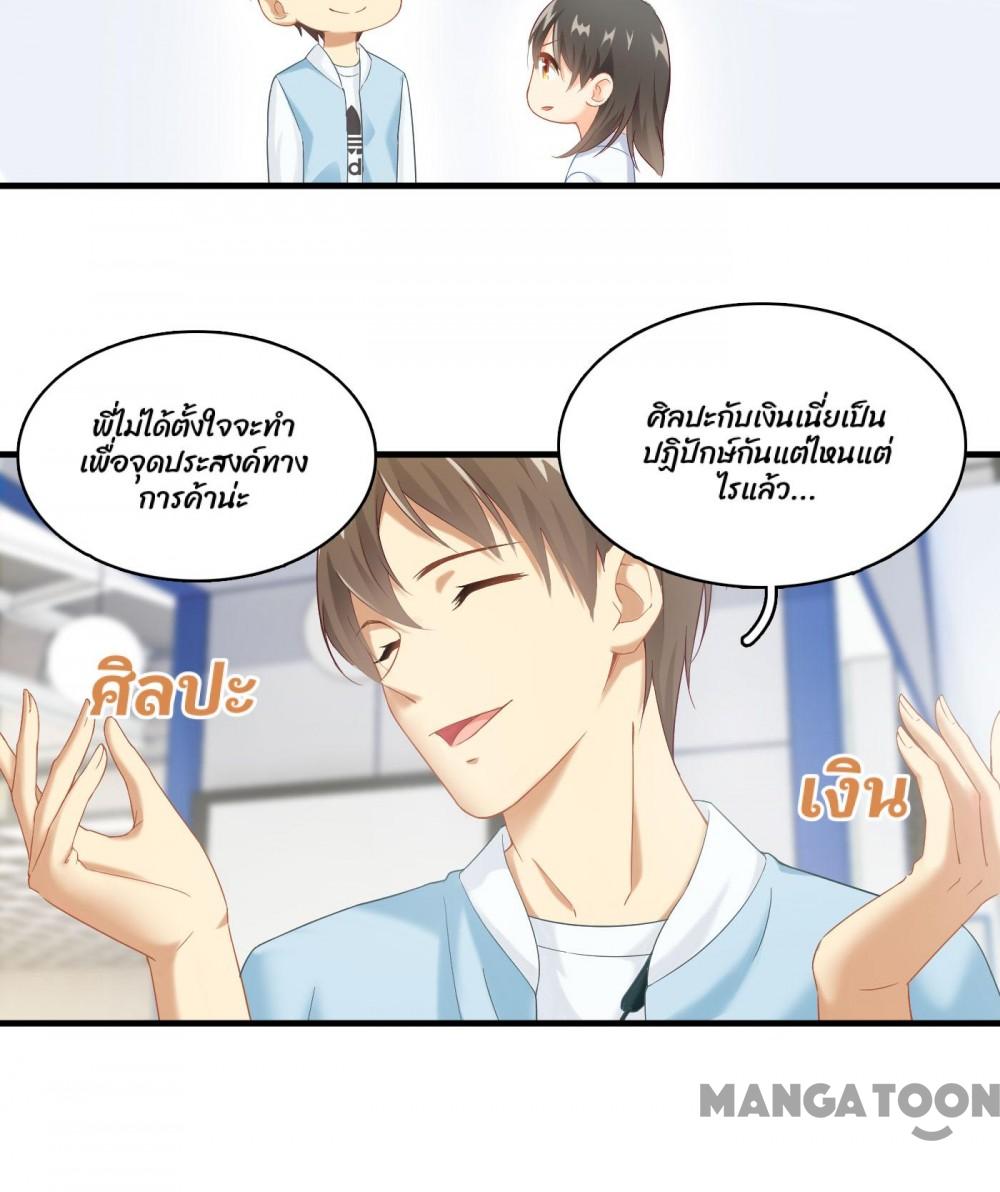 พี่ไม่ได้ตั้งใจจะทำ
เพื่อจุดประสงค์ทาง
การค้าน่ะ
ศิลปะกับเงินเนี่ยเป็น
ปฏิปักษ์กันแต่ไหนแต่
ไรแล้ว...
ศิลปะ
เงิน
MANGATOON